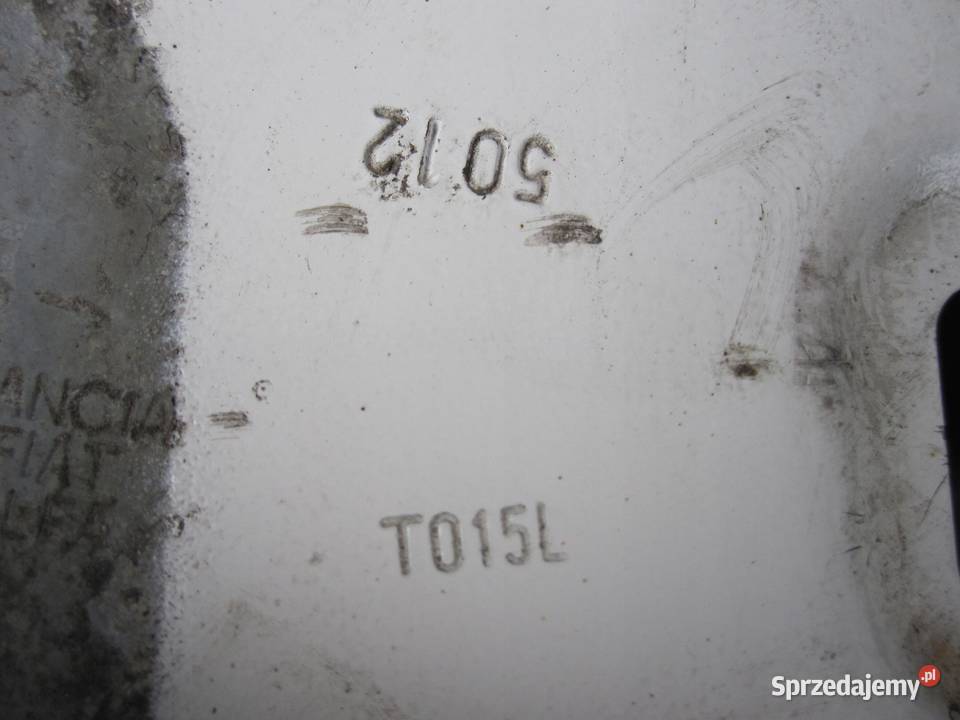 5012
ANCIA
FIAT
T015L
Sprzedajemy.pl